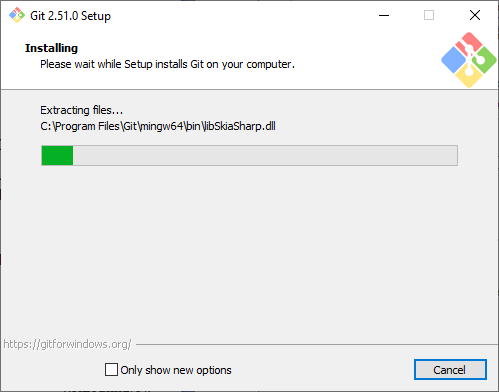 Git 2.51.0 Setup
Installing
Please wait while Setup installs Git on your computer.
Extracting files...
C:\Program Files\Git\mingw64\bin\libSkiaSharp.dll
https://gitforwindows.org/
Only show new options
Cancel